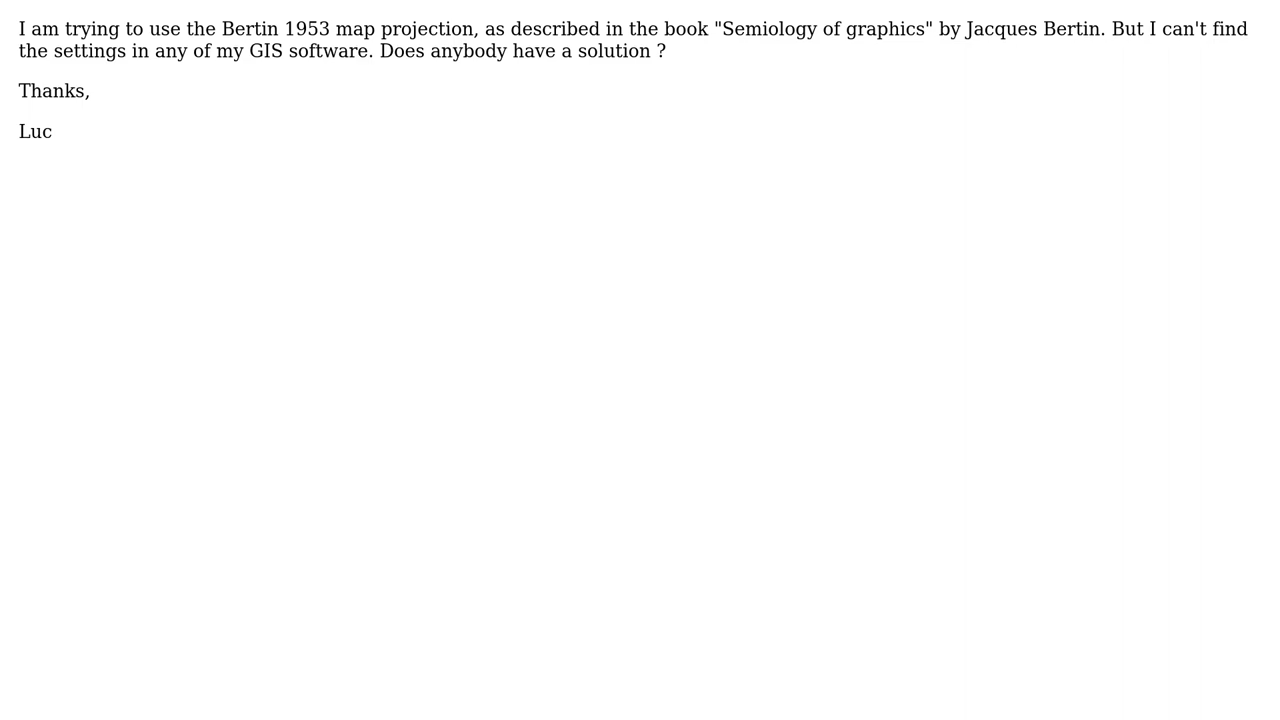 I am trying to use the Bertin 1953 map projection, as described in the book "Semiology of graphics" by Jacques Bertin. But I can't find
the settings in any of my GIS software. Does anybody have a solution ?
Thanks,
Luc